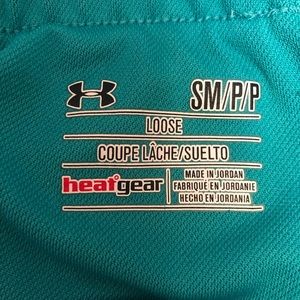 SM/P/P
LOOSE
COUPE LÂCHE/SUELTO
heatgear
MADE IN JORDAN
FABRIQUÉ EN JORDANIE
HECHO EN JORDANIA